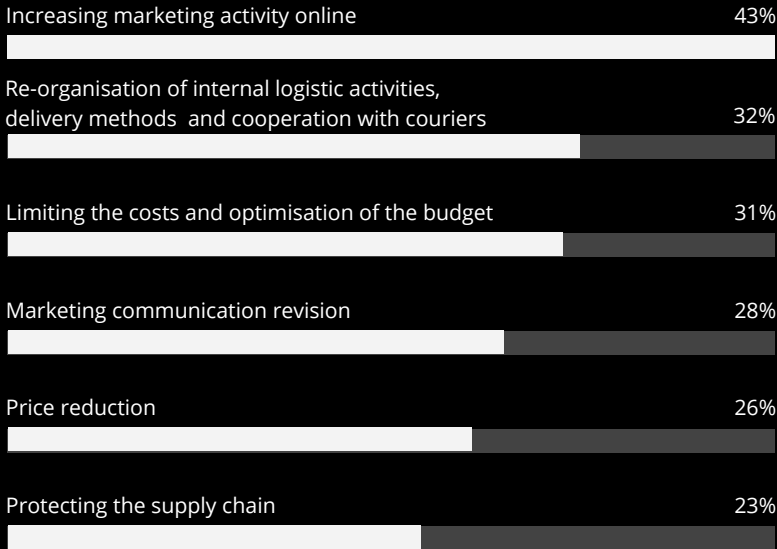 Increasing marketing activity online 43%
Re-organisation of internal logistic activities,
delivery methods and cooperation with couriers 32%
Limiting the costs and optimisation of the budget 31%
Marketing communication revision 28%
Price reduction 26%
Protecting the supply chain 23%